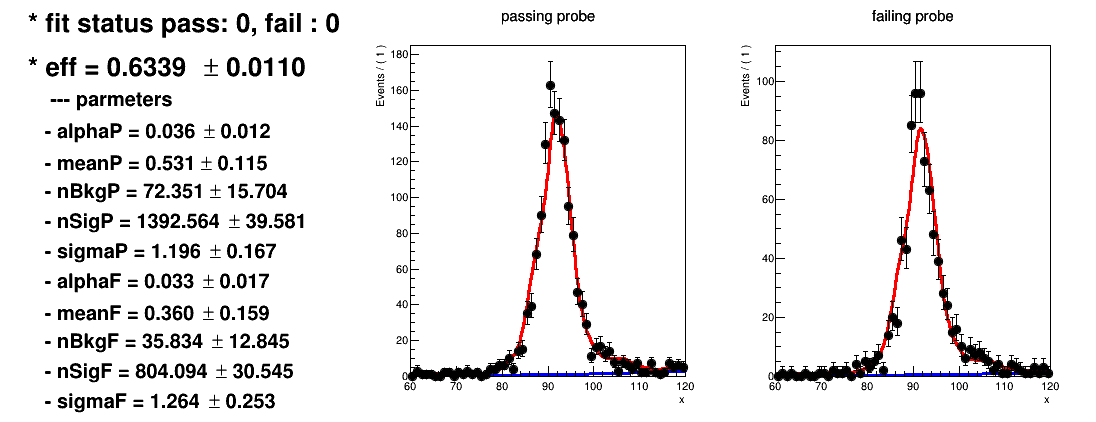 * fit status pass: 0, fail : 0
* eff = 0.6339 ± 0.0110
--- parmeters
- alphaP = 0.036 ± 0.012
- meanP = 0.531 ± 0.115
- nBkgP = 72.351 ± 15.704
- nSigP = 1392.564 ± 39.581
- sigmaP = 1.196 ± 0.167
- alphaF = 0.033 ± 0.017
- meanF = 0.360 ± 0.159
- nBkgF = 35.834 ± 12.845
- nSigF = 804.094 ± 30.545
- sigmaF = 1.264 ± 0.253
passing probe
Events / ( 1 )
180
160
140
120
100
80
60
40
20
0
60 70 80 90 100 110 120
x
failing probe
Events / ( 1 )
100
80
60
40
20
0
60 70 80 90 100 110 120
x